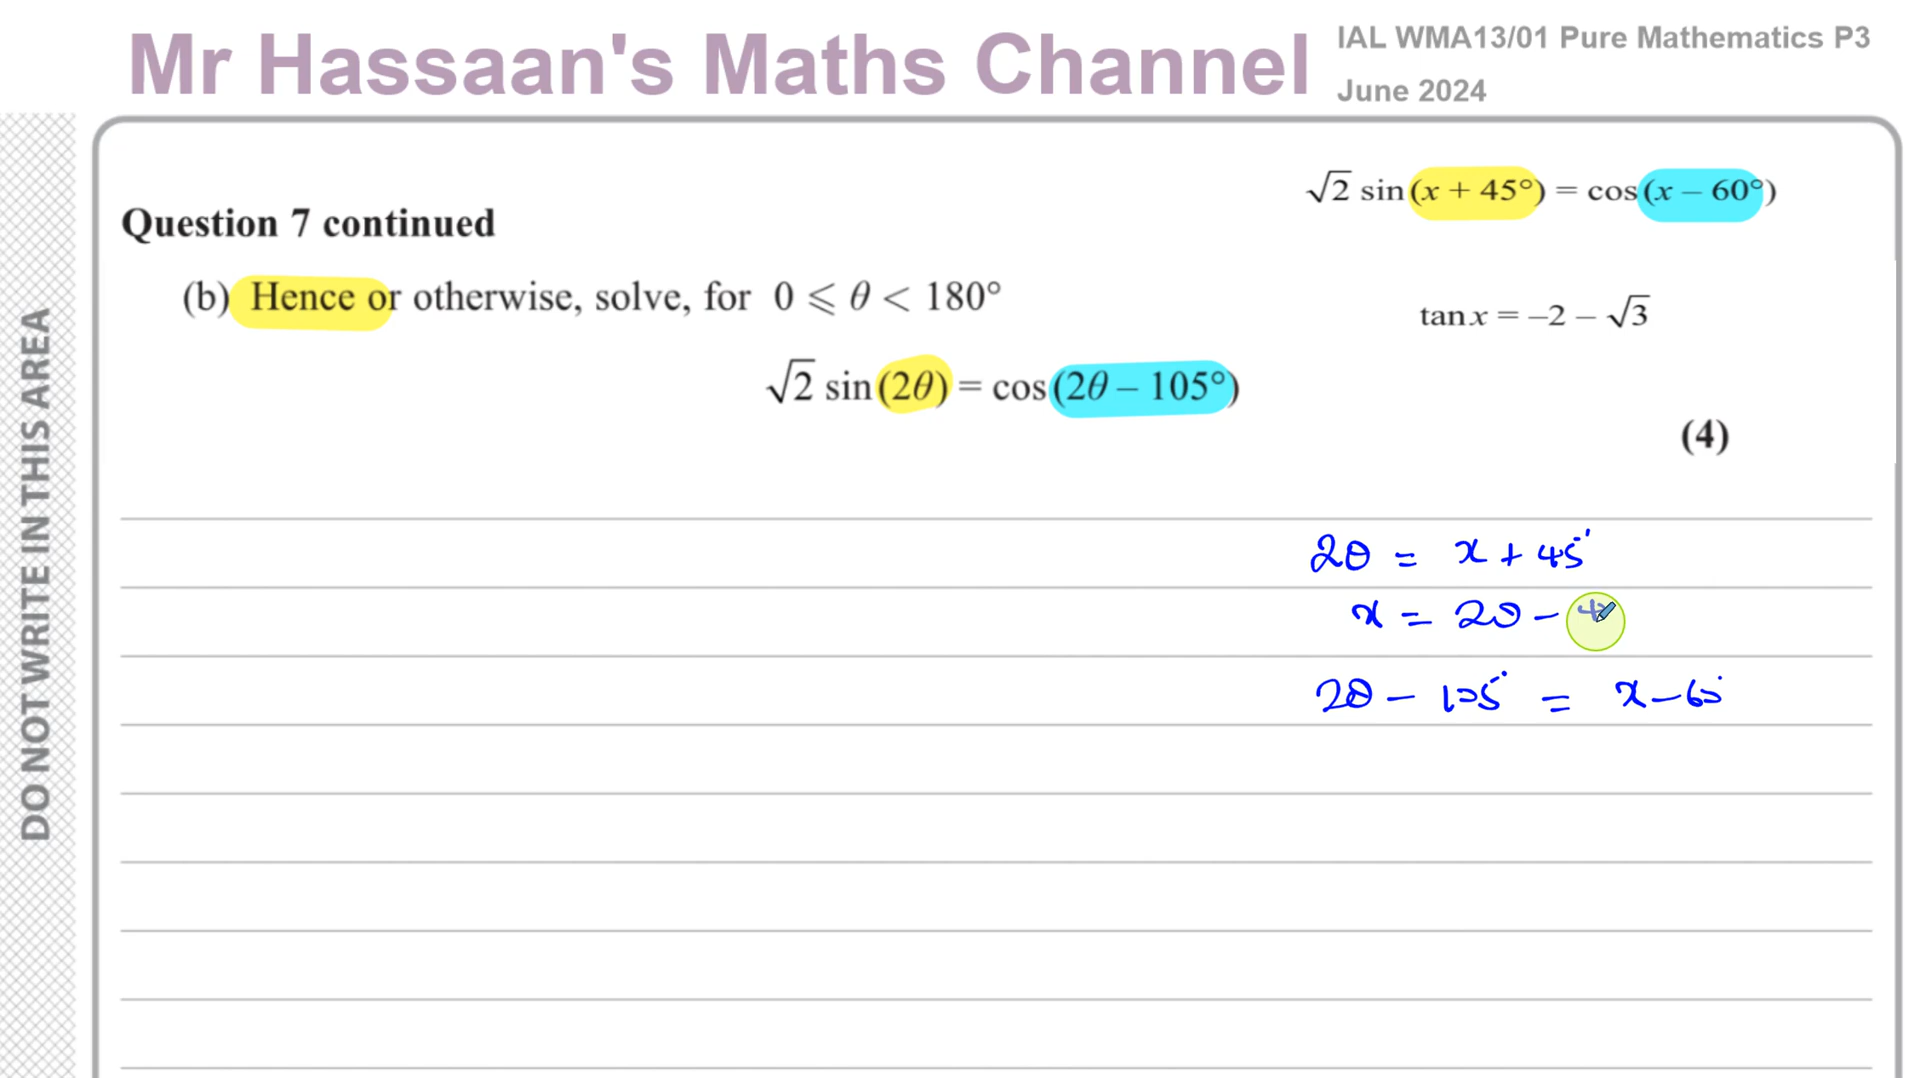 Mr Hassaan's Maths Channel
IAL WMA13/01 Pure Mathematics P3
June 2024
DO NOT WRITE IN THIS AREA
√2 sin(x + 45°) = cos(x – 60°)
Question 7 continued
(b) Hence or otherwise, solve, for 0 ⩽ θ < 180°
tan x = –2 – √3
√2 sin(2θ) = cos(2θ – 105°)
(4)
2θ = x + 45°
x = 2θ – 4
2θ – 105° = x – 60°